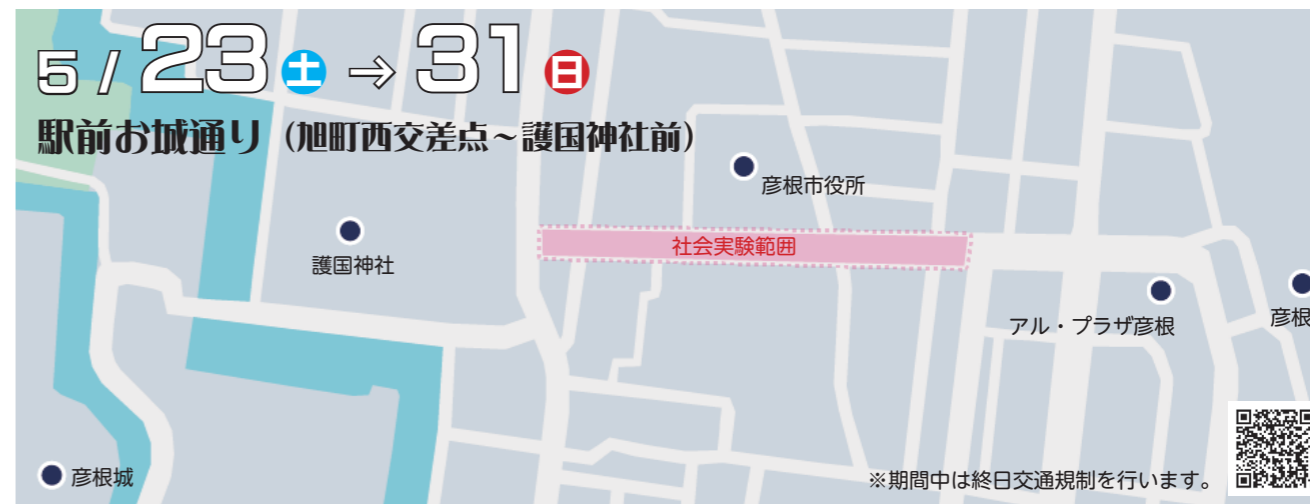 5 / 23 土 → 31 日
駅前お城通り（旭町西交差点～護国神社前）
彦根市役所
社会実験範囲
護国神社
アル・プラザ彦根
彦根
彦根城
※期間中は終日交通規制を行います。